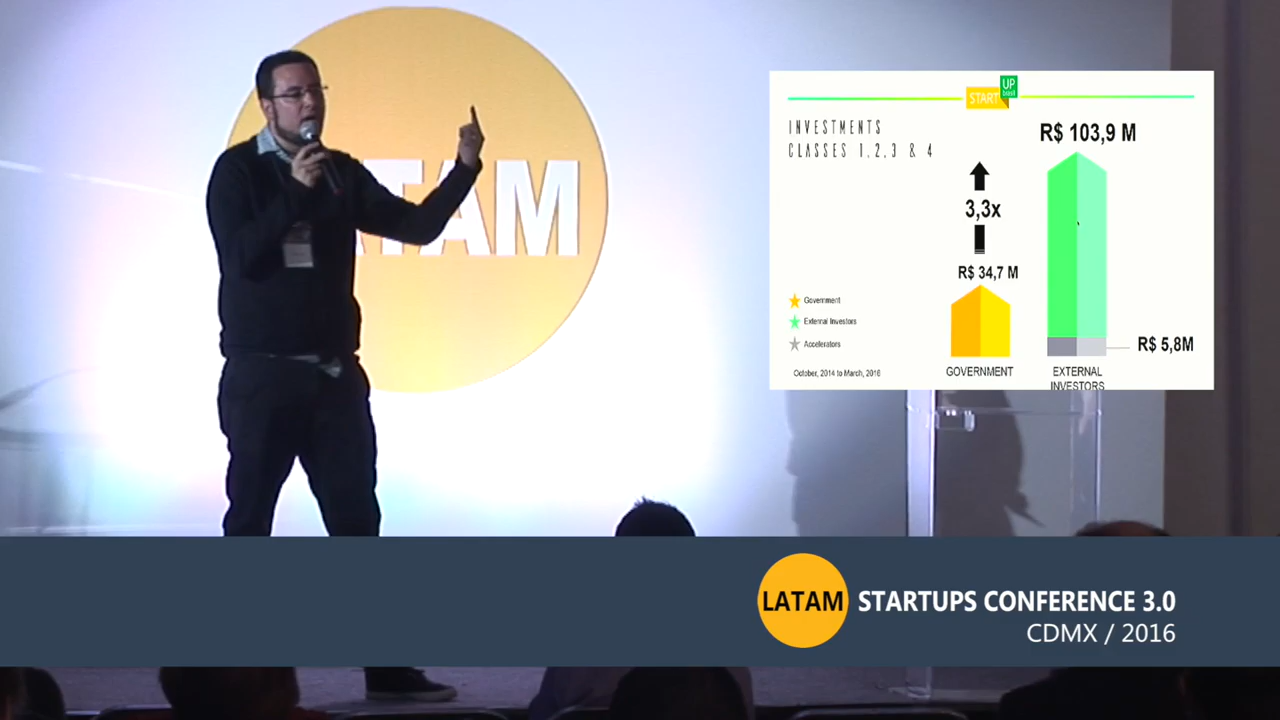 LATAM
START
UP
brasil
INVESTMENTS
CLASSES 1,2,3 & 4
R$ 103,9 M
3,3x
R$ 34,7 M
Government
External Investors
Accelerators
R$ 5,8M
October, 2014 to March, 2016
GOVERNMENT
EXTERNAL
INVESTORS
LATAM STARTUPS CONFERENCE 3.0
CDMX / 2016